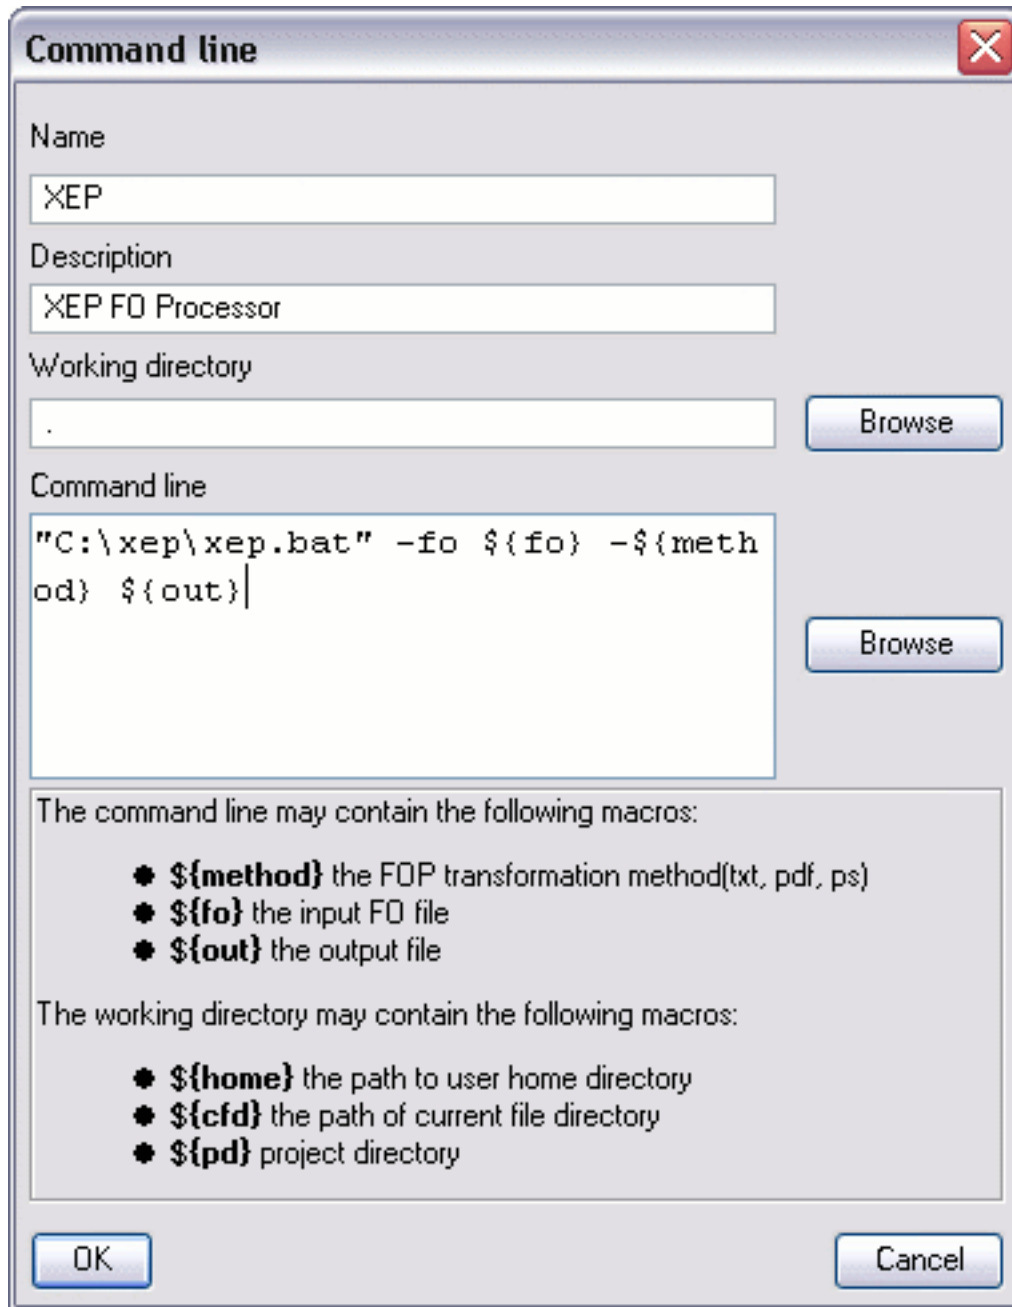 Command line
Name
XEP
Description
XEP FO Processor
Working directory
.
Browse
Command line
"C:\xep\xep.bat" -fo ${fo} -${meth
od} ${out}
Browse
The command line may contain the following macros:
${method} the FOP transformation method(txt, pdf, ps)
${fo} the input FO file
${out} the output file
The working directory may contain the following macros:
${home} the path to user home directory
${cfd} the path of current file directory
${pd} project directory
OK
Cancel